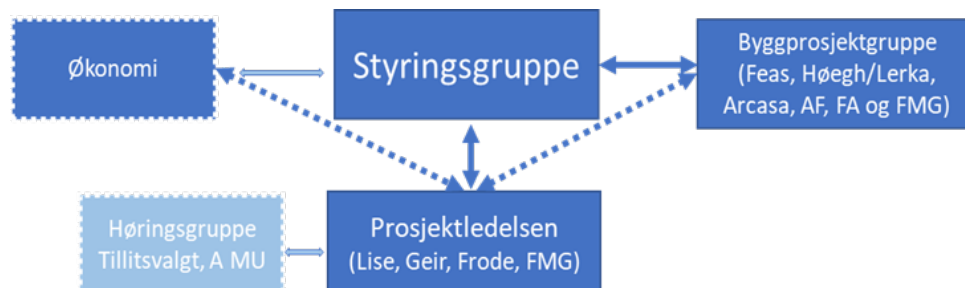 Økonomi
Styringsgruppe
Byggprosjektgruppe
(Feas, Høegh/Lerka,
Arcasa, AF, FA og FMG)
Høringsgruppe
Tillitsvalgt, A MU
Prosjektledelsen
(Lise, Geir, Frode, FMG)